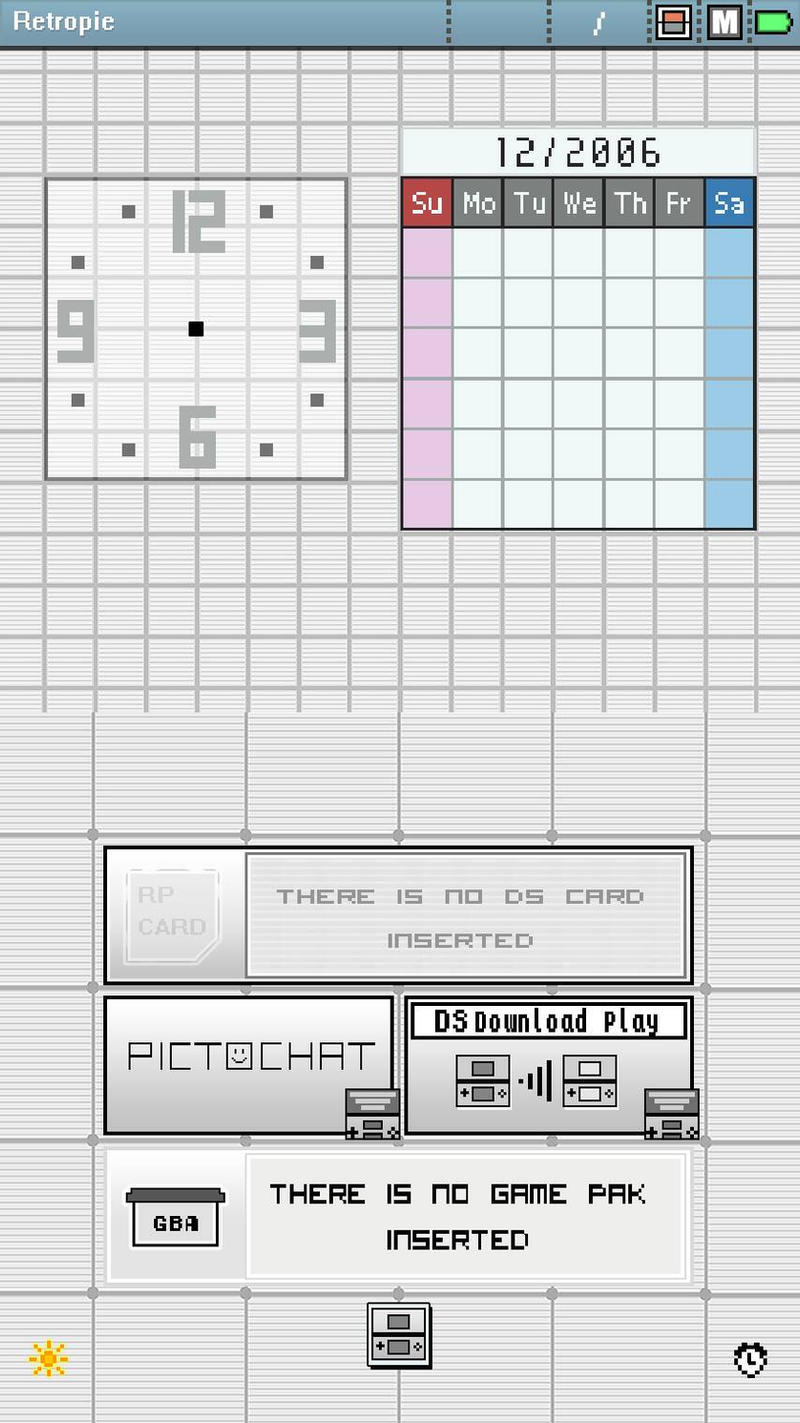 Retropie
/
M
12/2006
Su Mo Tu We Th Fr Sa
12
9 3
6
RP
CARD
THERE IS NO DS CARD
INSERTED
PICTOCHAT
DS Download Play
GBA
THERE IS NO GAME PAK
INSERTED